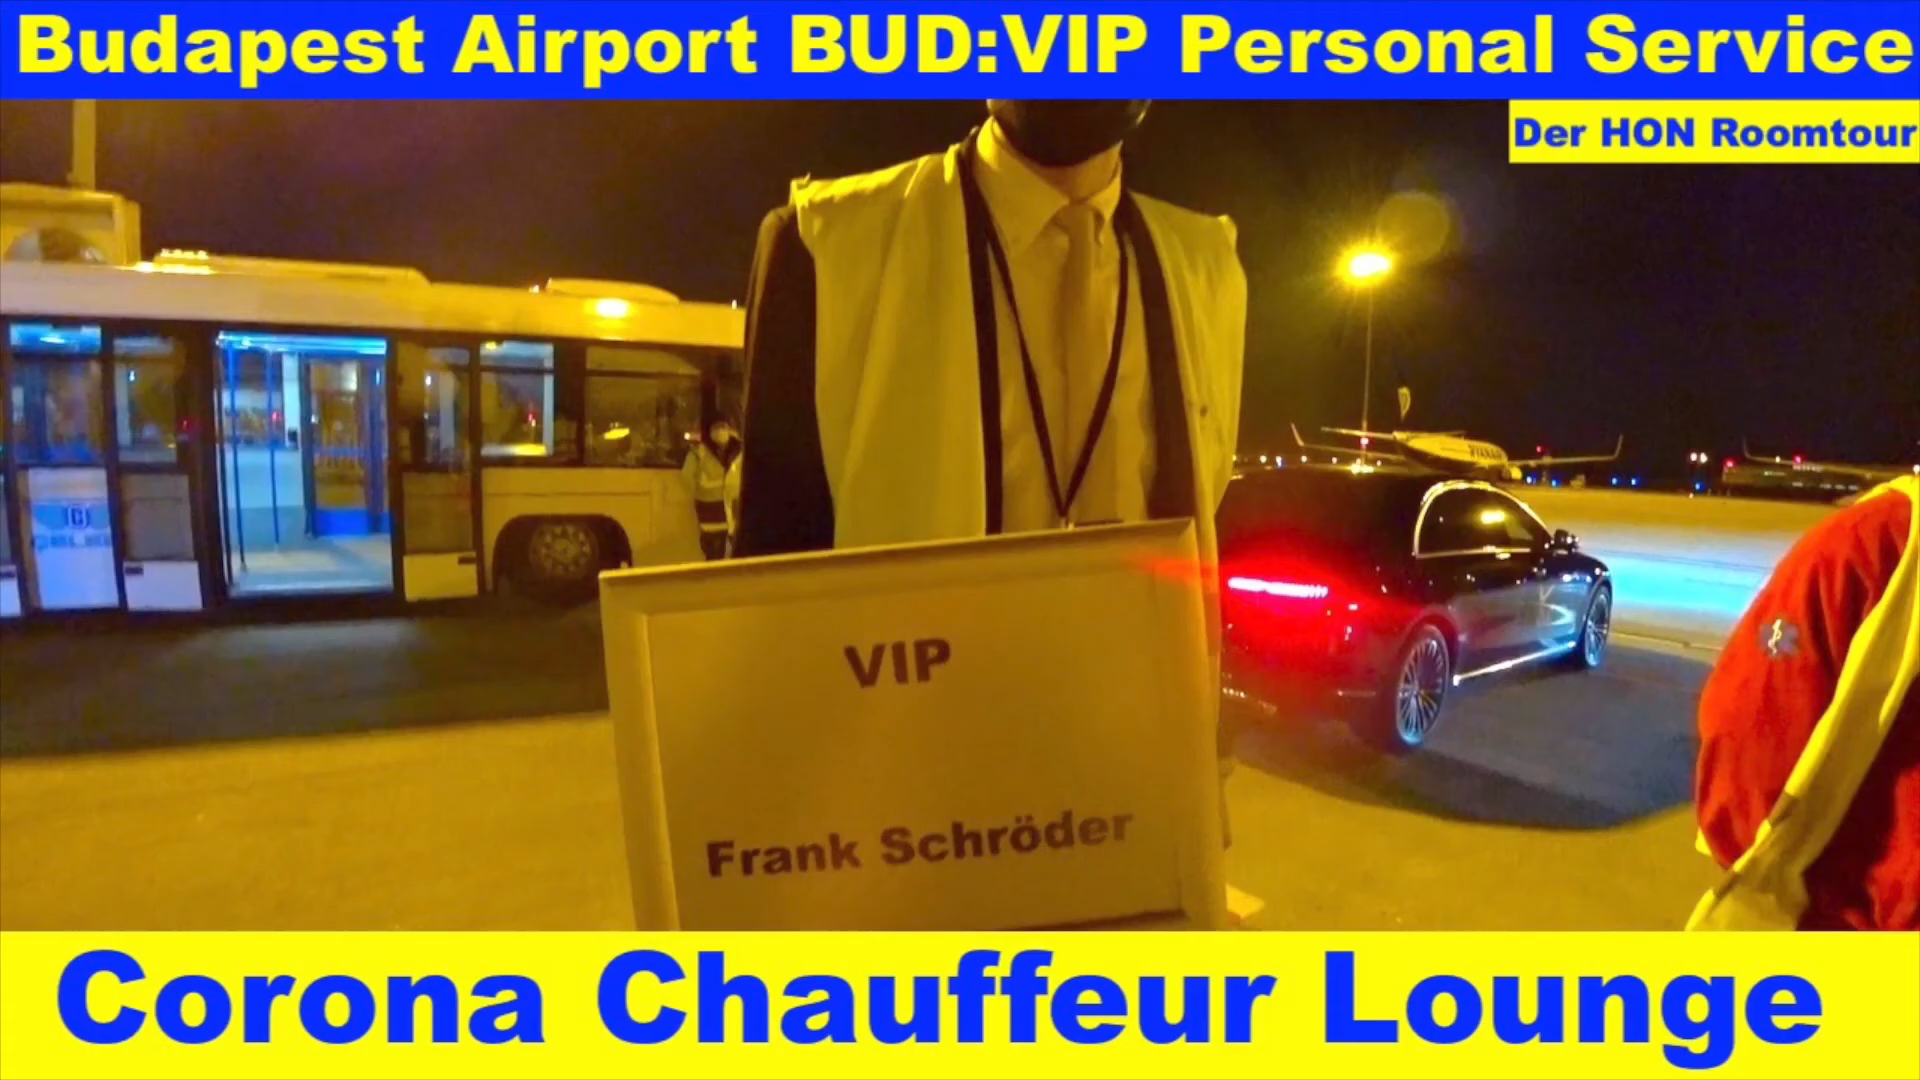 Budapest Airport BUD:VIP Personal Service
Der HON Roomtour
VIP
Frank Schröder
Corona Chauffeur Lounge